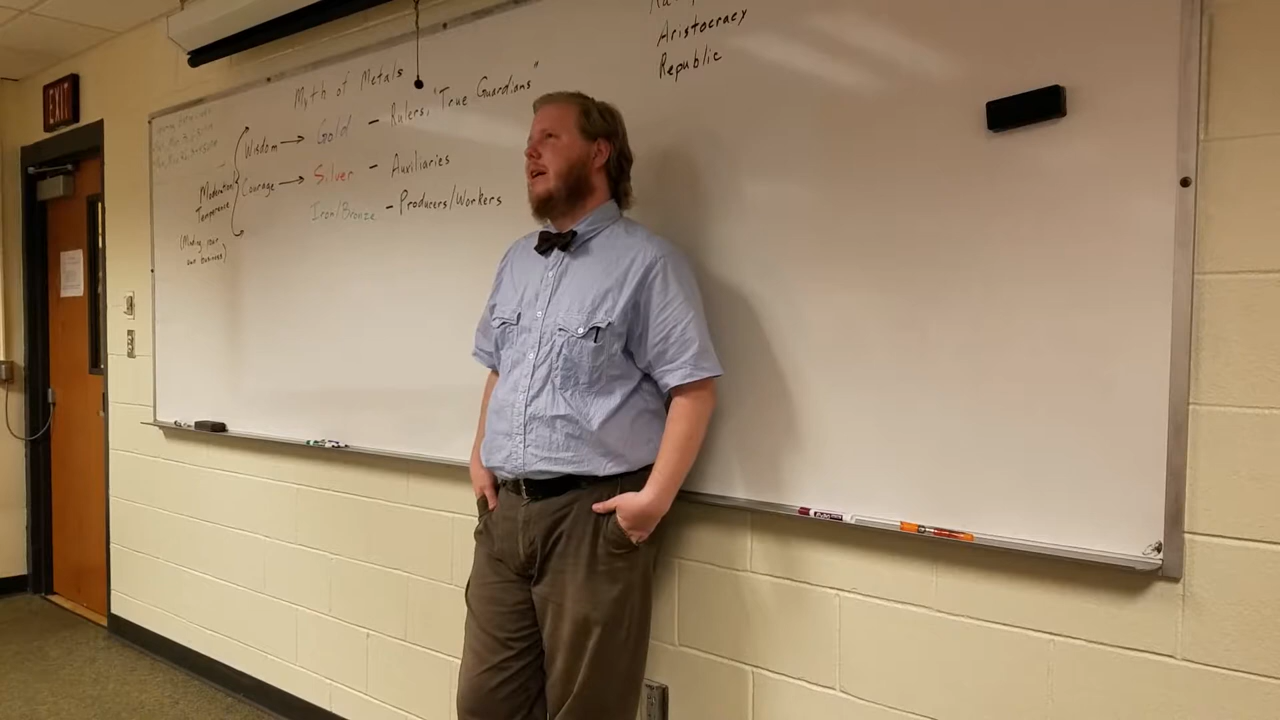 EXIT
Myth of Metals
Wisdom → Gold - Rulers, "True Guardians"
Courage → Silver - Auxiliaries
Iron/Bronze - Producers/Workers
Moderation
Temperance
(Minding your
own business)
Aristocracy
Republic